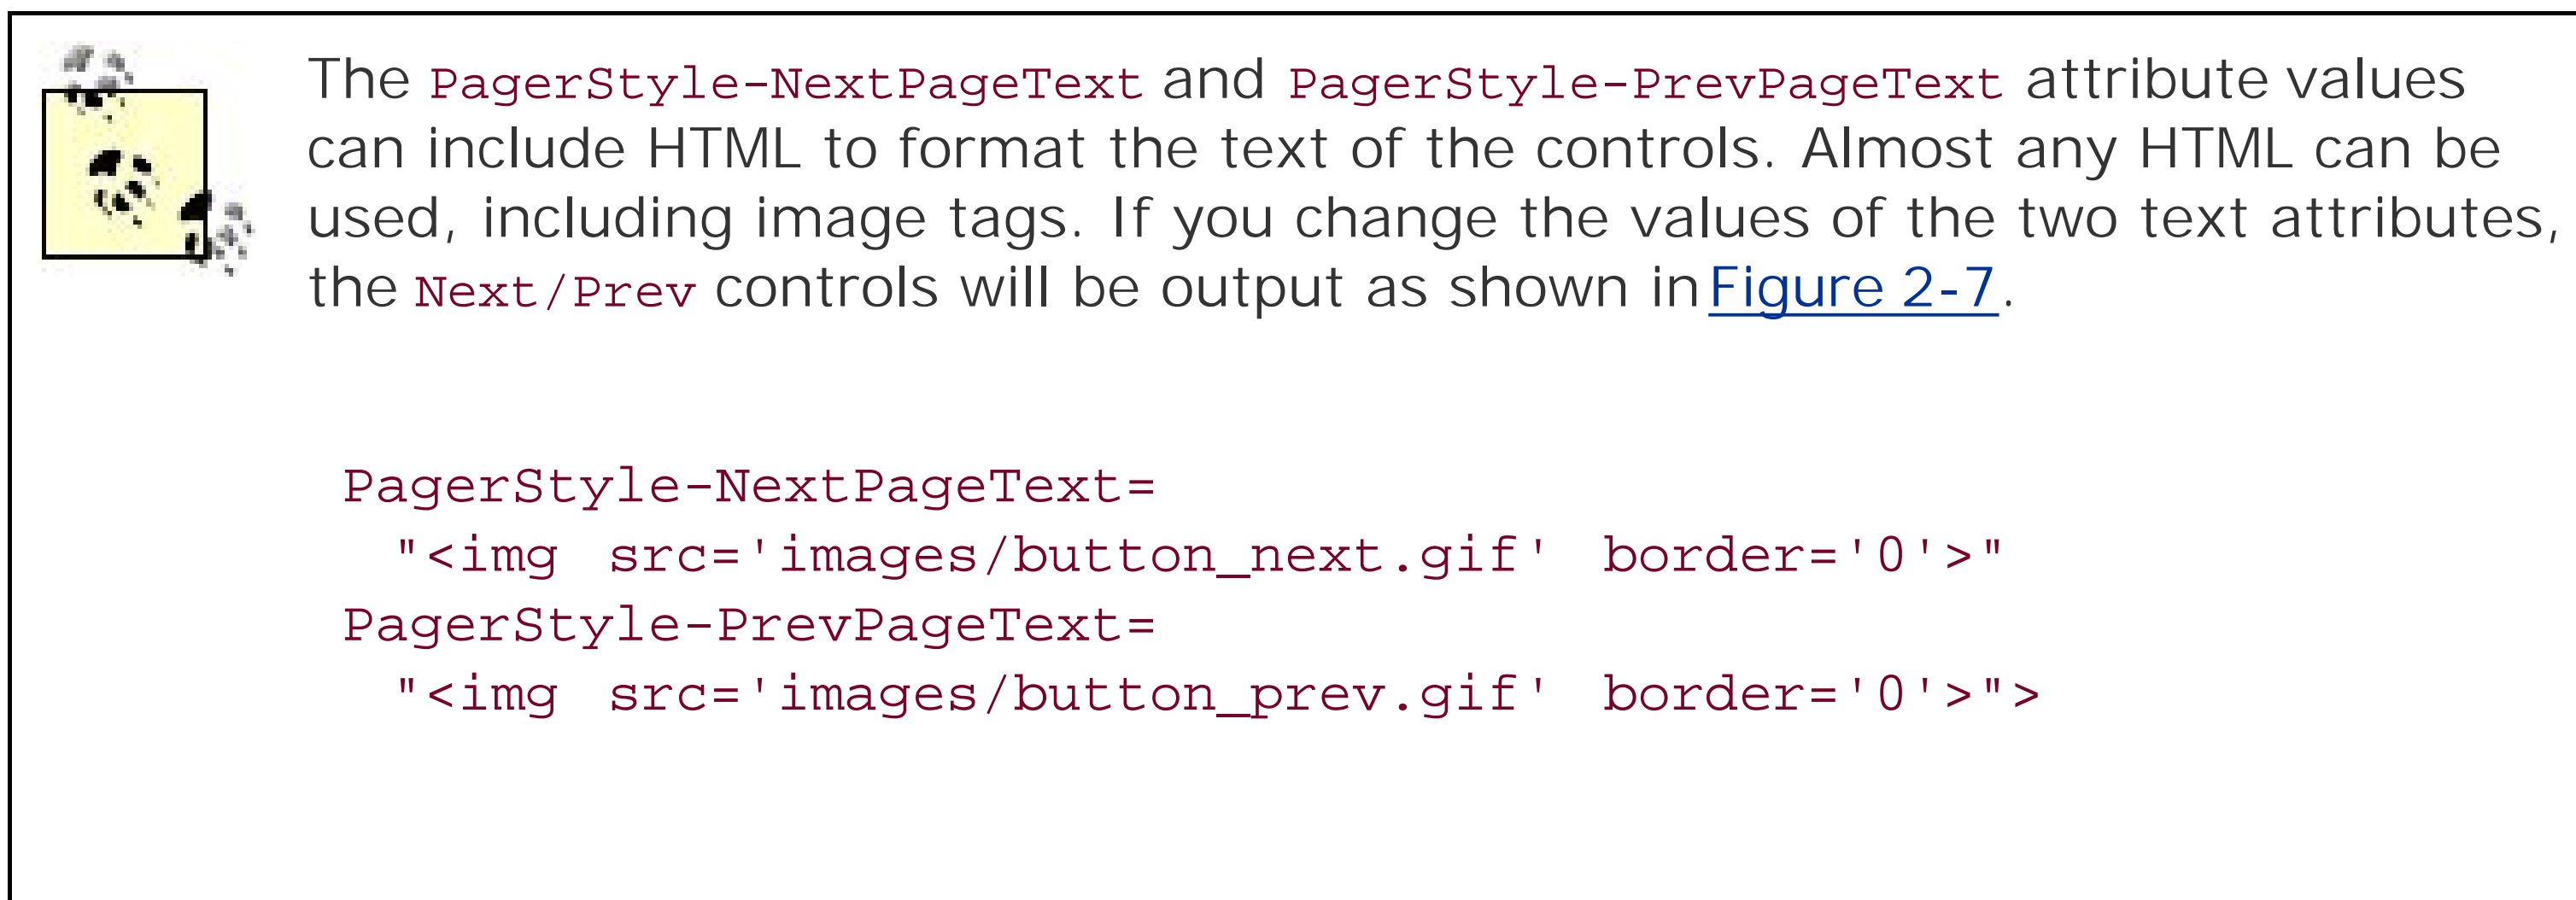 The PagerStyle-NextPageText and PagerStyle-PrevPageText attribute values
can include HTML to format the text of the controls. Almost any HTML can be
used, including image tags. If you change the values of the two text attributes,
the Next/Prev controls will be output as shown in Figure 2-7.
PagerStyle-NextPageText=
"<img src='images/button_next.gif' border='0'>"
PagerStyle-PrevPageText=
"<img src='images/button_prev.gif' border='0'>">